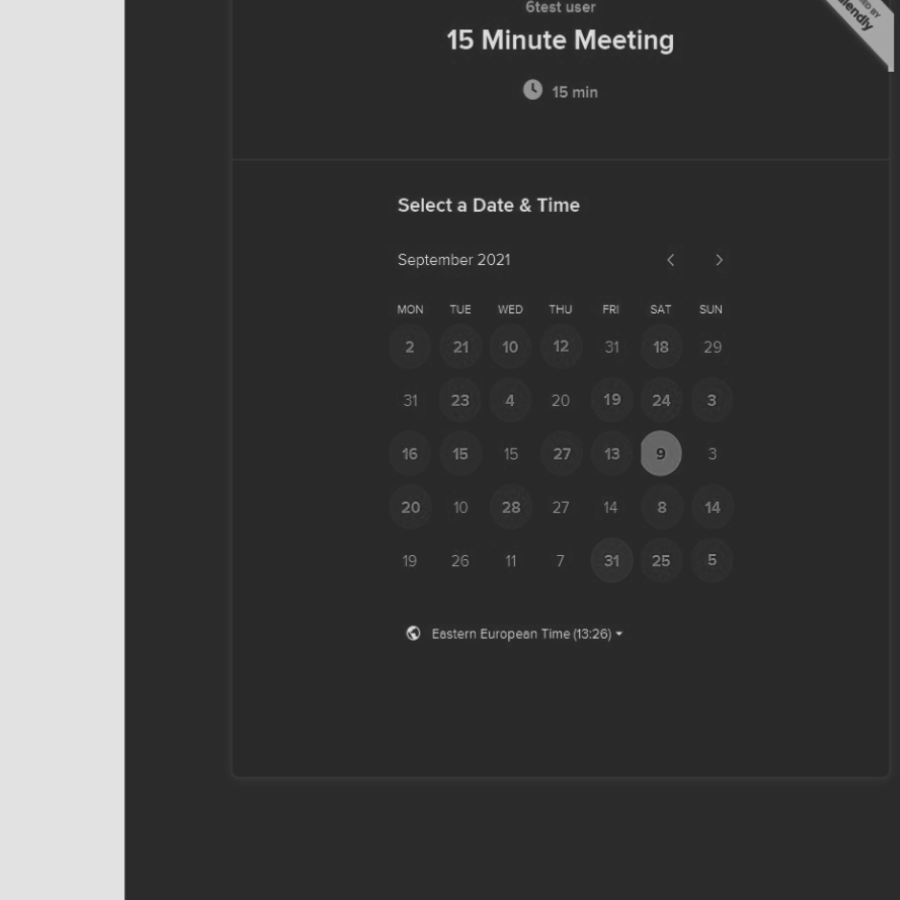 6test user
15 Minute Meeting
15 min
Select a Date & Time
September 2021
MON TUE WED THU FRI SAT SUN
2 21 10 12 31 18 29
31 23 4 20 19 24 3
16 15 15 27 13 9 3
20 10 28 27 14 8 14
19 26 11 7 31 25 5
Eastern European Time (13:26)